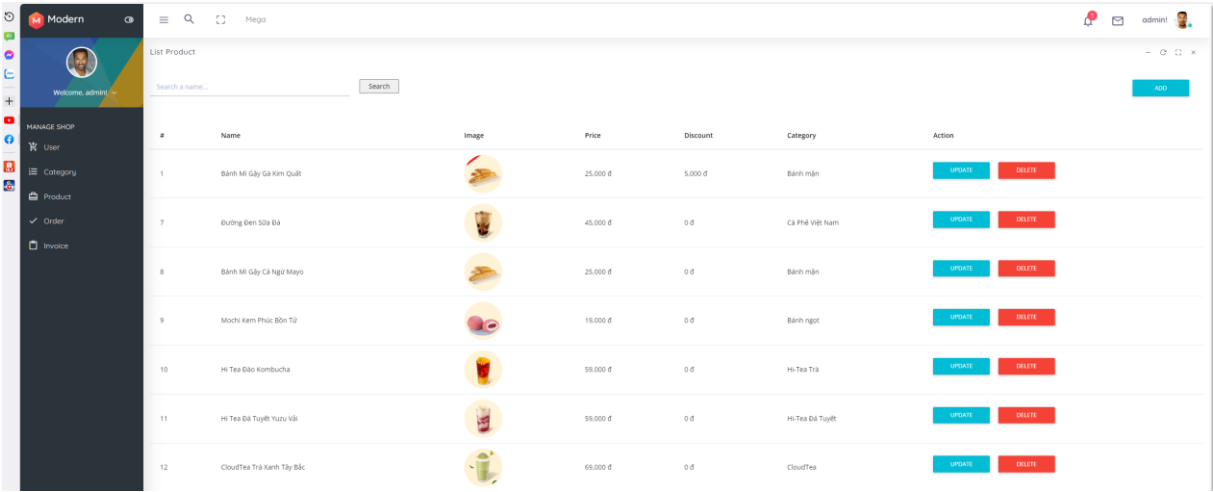 Modern
Mega
admin!
Welcome, admin!
List Product
Search a name...
Search
ADD
MANAGE SHOP
User
Category
Product
Order
Invoice
# Name Image Price Discount Category Action
1 Bánh Mì Gậy Gà Kim Quất 25,000 đ 5,000 đ Bánh mặn UPDATE DELETE
7 Đường Đen Sữa Đá 45,000 đ 0 đ Cà Phê Việt Nam UPDATE DELETE
8 Bánh Mì Gậy Cá Ngừ Mayo 25,000 đ 0 đ Bánh mặn UPDATE DELETE
9 Mochi Kem Phúc Bồn Tử 19,000 đ 0 đ Bánh ngọt UPDATE DELETE
10 Hi Tea Đào Kombucha 59,000 đ 0 đ Hi-Tea Trà UPDATE DELETE
11 Hi Tea Đá Tuyết Yuzu Vải 59,000 đ 0 đ Hi-Tea Đá Tuyết UPDATE DELETE
12 CloudTea Trà Xanh Tây Bắc 69,000 đ 0 đ CloudTea UPDATE DELETE